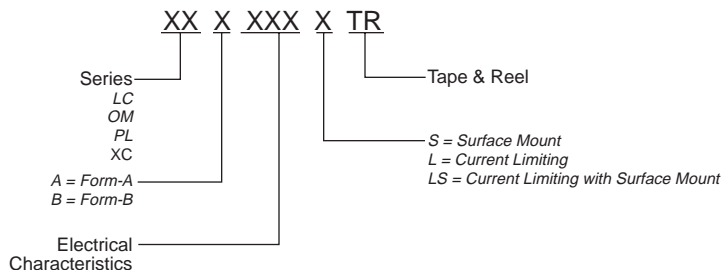 XX X XXX X TR
Series
LC
OM
PL
XC
A = Form-A
B = Form-B
Electrical
Characteristics
Tape & Reel
S = Surface Mount
L = Current Limiting
LS = Current Limiting with Surface Mount